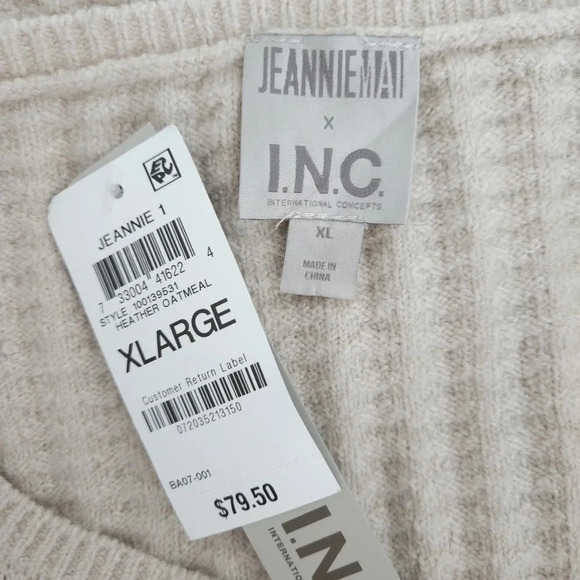 JEANNIEMAI
X
I.N.C.
INTERNATIONAL CONCEPTS
XL
MADE IN
CHINA
JEANNIE 1
7 33004 41622 4
STYLE 100139531
HEATHER OATMEAL
XLARGE
Customer Return Label
072035213150
BA07-001
$79.50
I.N